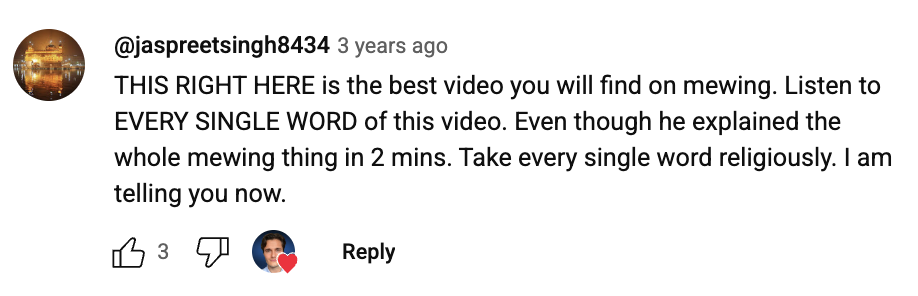 @jaspreetsingh8434 3 years ago
THIS RIGHT HERE is the best video you will find on mewing. Listen to
EVERY SINGLE WORD of this video. Even though he explained the
whole mewing thing in 2 mins. Take every single word religiously. I am
telling you now.
3 Reply